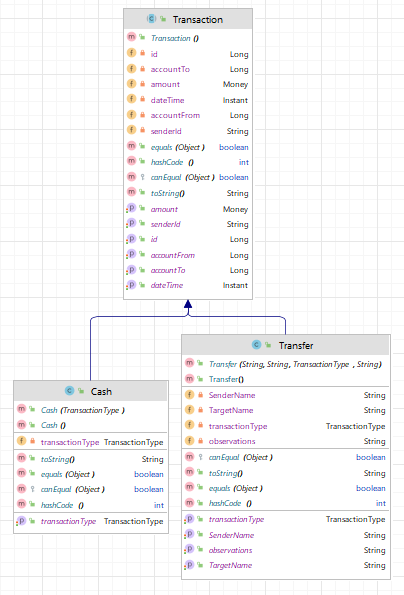 Transaction
Transaction ()
id Long
accountTo Long
amount Money
dateTime Instant
accountFrom Long
senderId String
equals (Object) boolean
hashCode () int
canEqual (Object) boolean
toString() String
amount Money
senderId String
id Long
accountFrom Long
accountTo Long
dateTime Instant
Transfer
Transfer (String, String, TransactionType , String)
Transfer()
SenderName String
TargetName String
transactionType TransactionType
observations String
canEqual (Object) boolean
toString() String
equals (Object) boolean
hashCode () int
transactionType TransactionType
SenderName String
observations String
TargetName String
Cash
Cash (TransactionType )
Cash ()
transactionType TransactionType
toString() String
equals (Object) boolean
canEqual (Object) boolean
hashCode () int
transactionType TransactionType